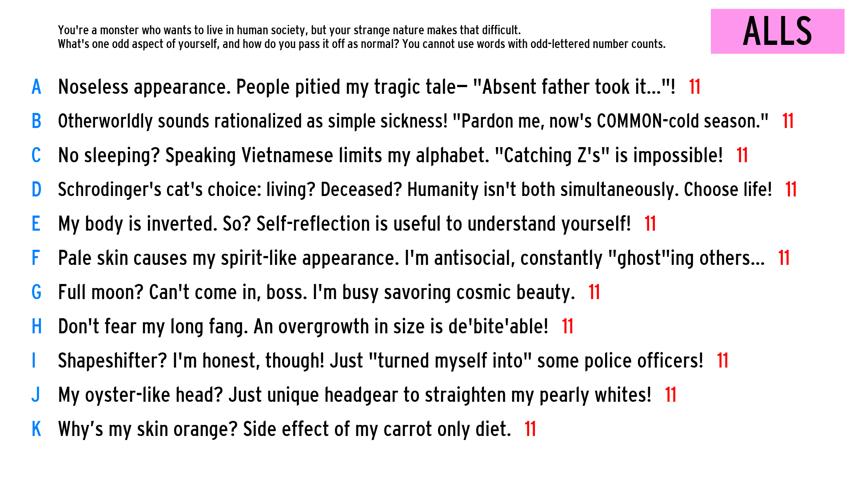 You're a monster who wants to live in human society, but your strange nature makes that difficult.
What's one odd aspect of yourself, and how do you pass it off as normal? You cannot use words with odd-lettered number counts.
ALLS
A Noseless appearance. People pitied my tragic tale— "Absent father took it..."! 11
B Otherworldly sounds rationalized as simple sickness! "Pardon me, now's COMMON-cold season." 11
C No sleeping? Speaking Vietnamese limits my alphabet. "Catching Z's" is impossible! 11
D Schrodinger's cat's choice: living? Deceased? Humanity isn't both simultaneously. Choose life! 11
E My body is inverted. So? Self-reflection is useful to understand yourself! 11
F Pale skin causes my spirit-like appearance. I'm antisocial, constantly "ghost"ing others... 11
G Full moon? Can't come in, boss. I'm busy savoring cosmic beauty. 11
H Don't fear my long fang. An overgrowth in size is de'bite'able! 11
I Shapeshifter? I'm honest, though! Just "turned myself into" some police officers! 11
J My oyster-like head? Just unique headgear to straighten my pearly whites! 11
K Why's my skin orange? Side effect of my carrot only diet. 11